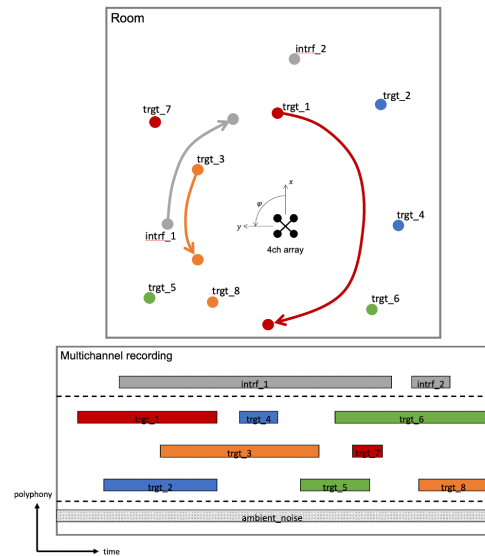 Room
intrf_2
trgt_2
trgt_1
trgt_7
trgt_3
x
φ
y
trgt_4
intrf_1
4ch array
trgt_5
trgt_8
trgt_6
Multichannel recording
intrf_1
intrf_2
trgt_1
trgt_4
trgt_6
trgt_3
trgt_7
trgt_2
trgt_5
trgt_8
polyphony
ambient_noise
time